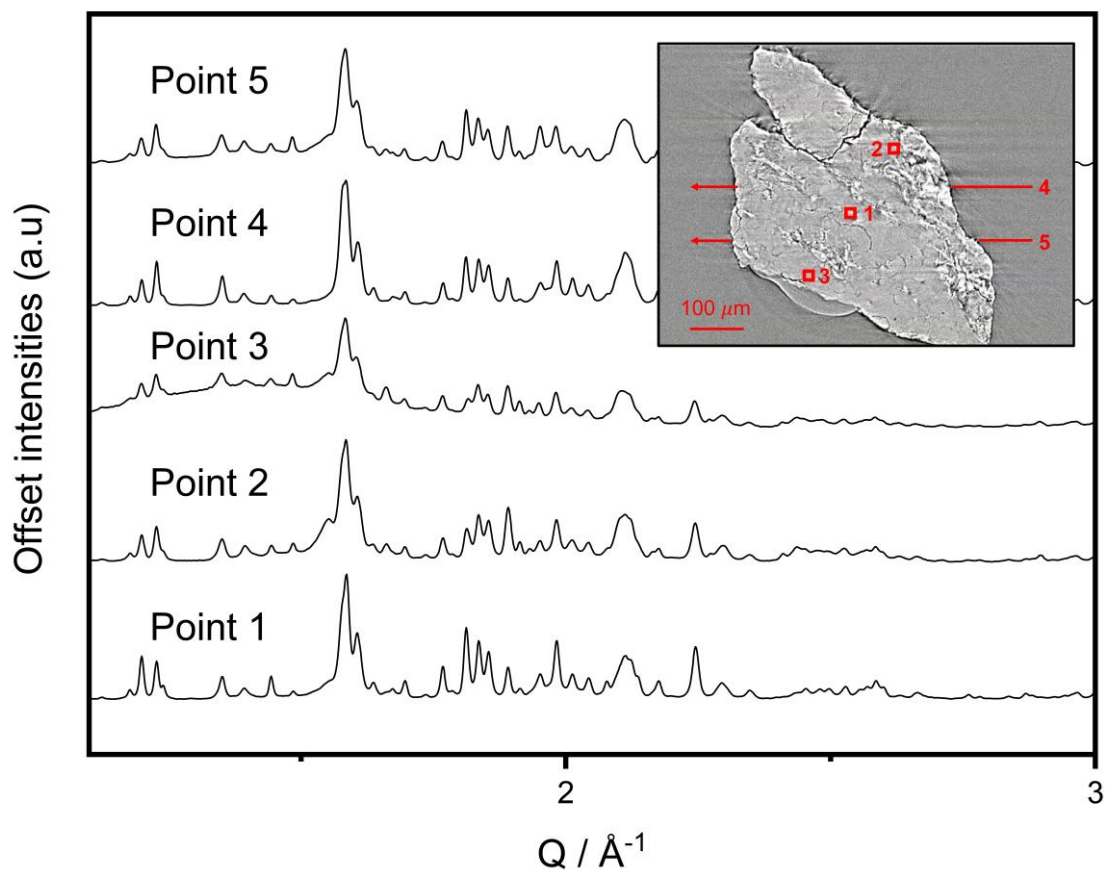 Point 5
Point 4
Point 3
Point 2
Point 1
2
1
3
4
5
100 μm
Offset intensities (a.u)
2
3
Q / Å-1